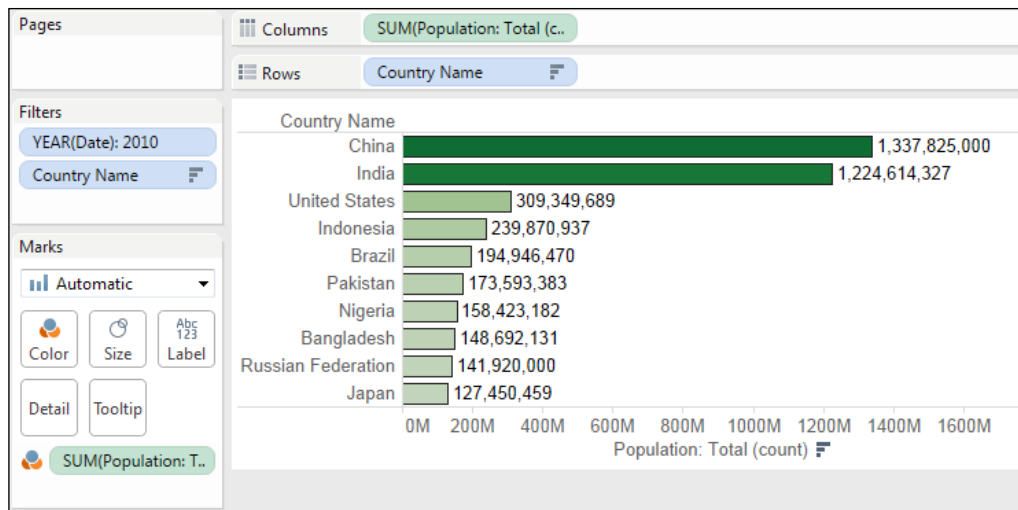 Pages
Columns
SUM(Population: Total (c..
Rows
Country Name
Filters
YEAR(Date): 2010
Country Name
Marks
Automatic
Color
Size
Abc
123
Label
Detail
Tooltip
SUM(Population: T..
Country Name
China 1,337,825,000
India 1,224,614,327
United States 309,349,689
Indonesia 239,870,937
Brazil 194,946,470
Pakistan 173,593,383
Nigeria 158,423,182
Bangladesh 148,692,131
Russian Federation 141,920,000
Japan 127,450,459
0M 200M 400M 600M 800M 1000M 1200M 1400M 1600M
Population: Total (count)